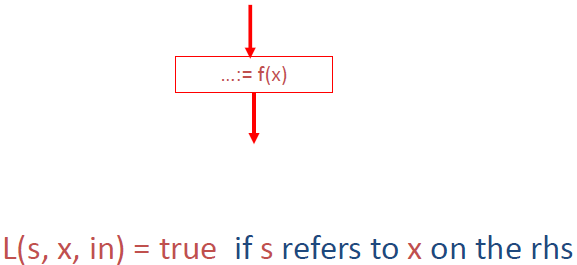 ...:= f(x)
L(s, x, in) = true if s refers to x on the rhs